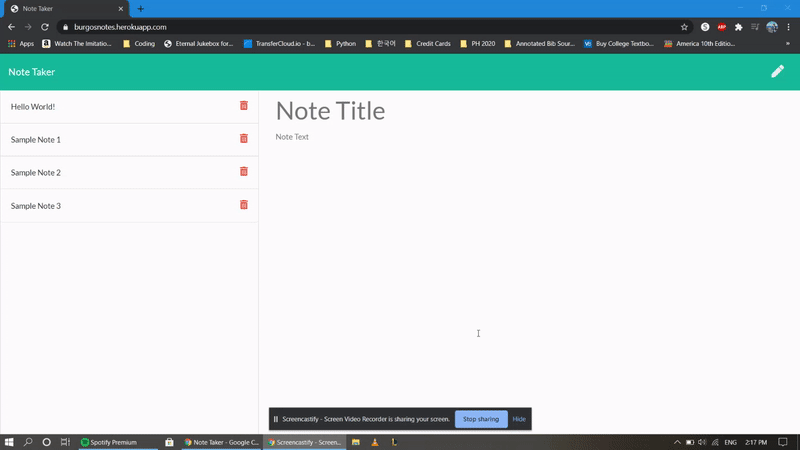 Note Taker
burgosnotes.herokuapp.com
Apps Watch The Imitatio... Coding Eternal Jukebox for... TransferCloud.io - b... Python 한국어 Credit Cards PH 2020 Annotated Bib Sour... Buy College Textbo... America 10th Edition... »
Note Taker
Hello World!
Sample Note 1
Sample Note 2
Sample Note 3
Note Title
Note Text
Screencastify - Screen Video Recorder is sharing your screen. Stop sharing Hide
Spotify Premium Note Taker - Google C... Screencastify - Screen... ENG 2:17 PM